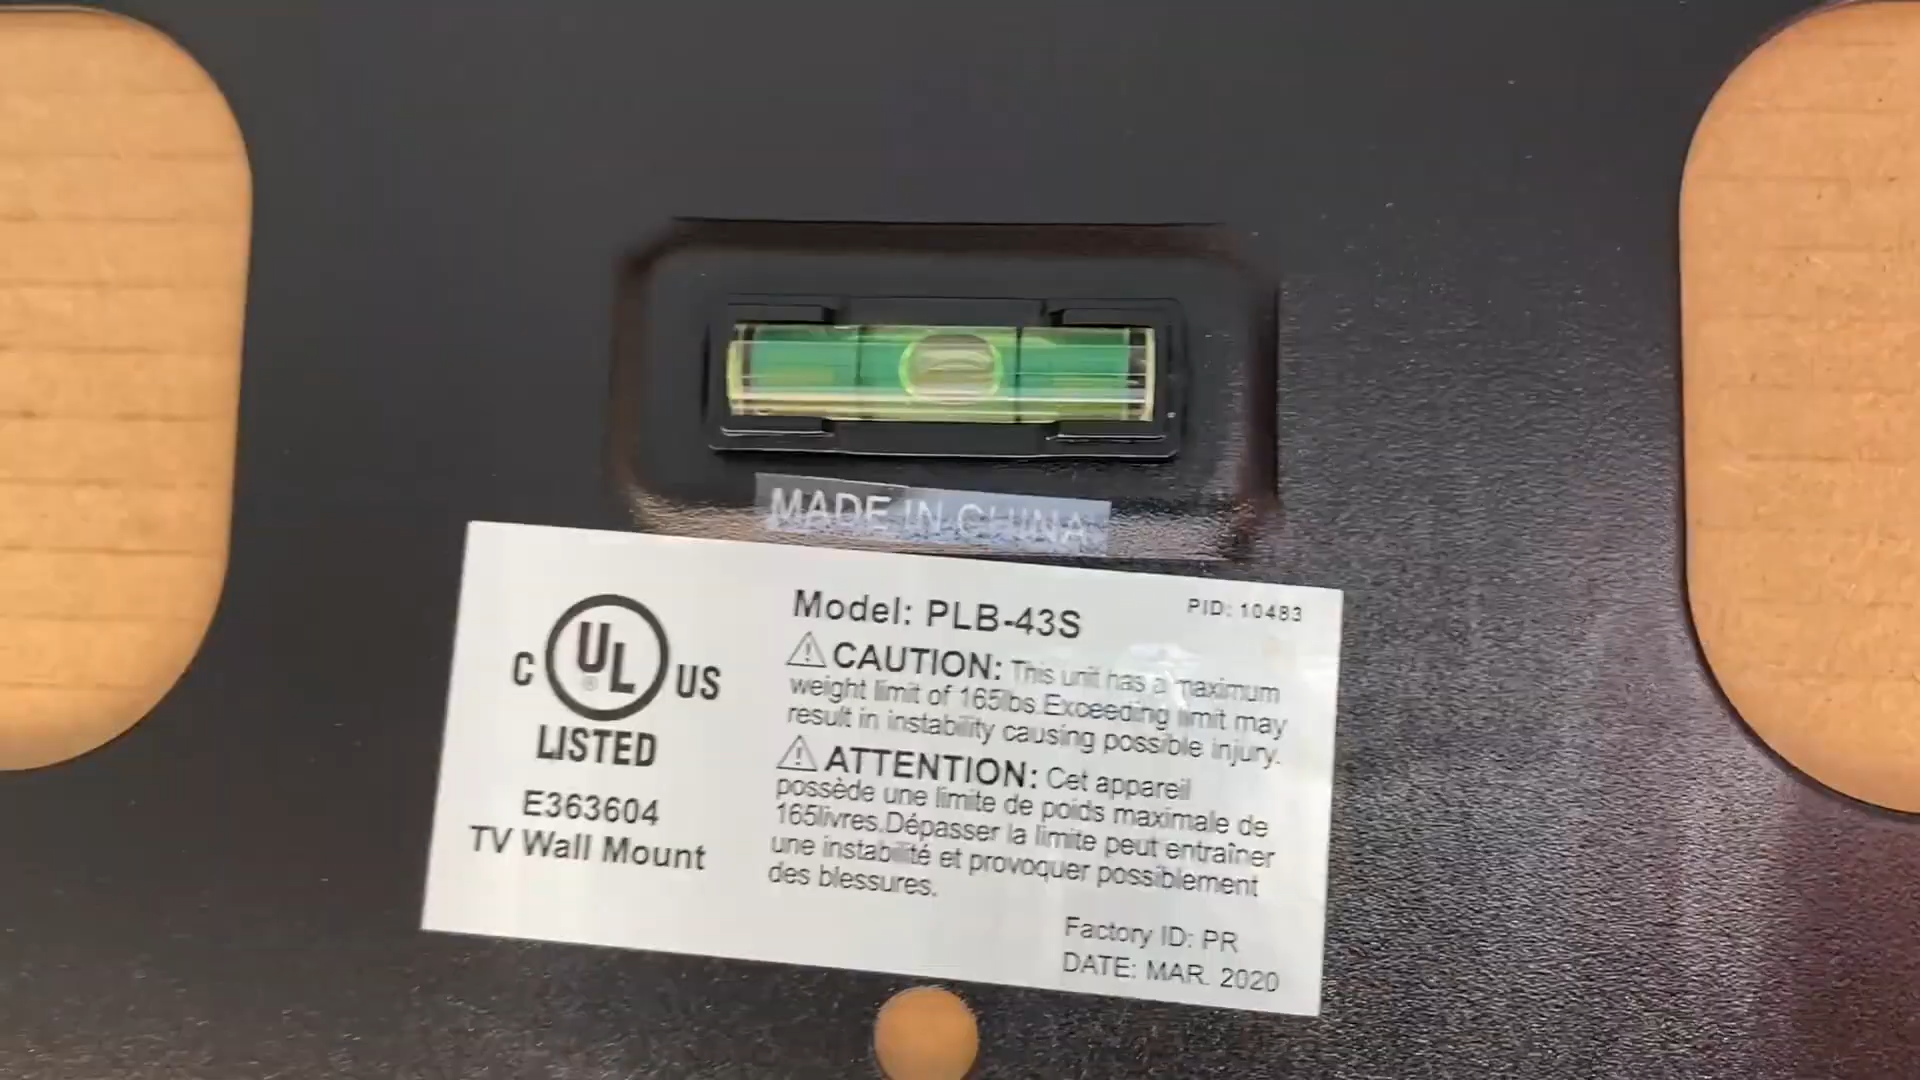 MADE IN CHINA
Model: PLB-43S
PID: 10483
C UL ® US
LISTED
E363604
TV Wall Mount
CAUTION: This unit has a maximum
weight limit of 165lbs.Exceeding limit may
result in instability causing possible injury.
ATTENTION: Cet appareil
possède une limite de poids maximale de
165livres.Dépasser la limite peut entraîner
une instabilité et provoquer possiblement
des blessures.
Factory ID: PR
DATE: MAR. 2020